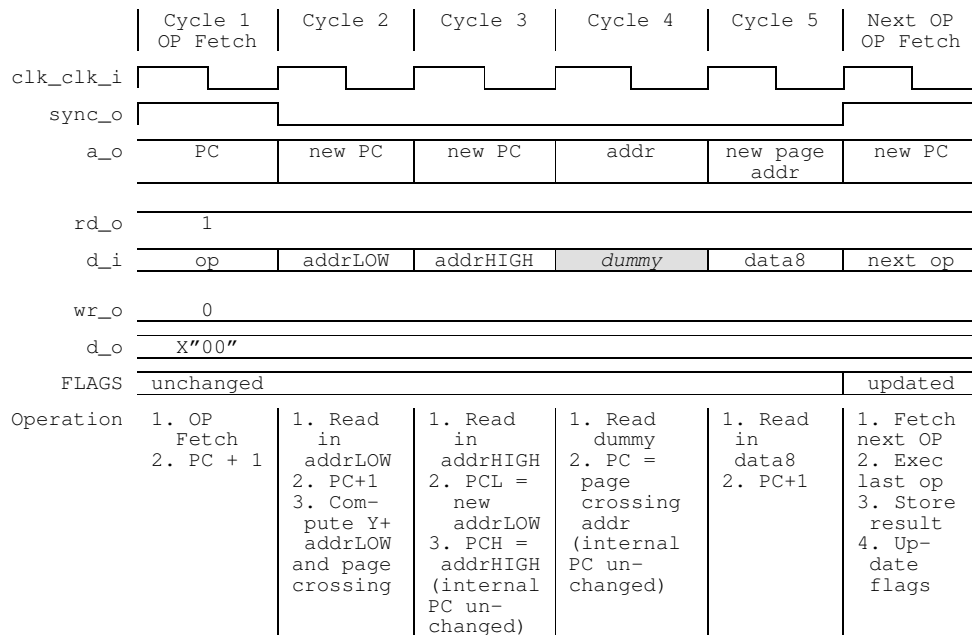 Cycle 1 Cycle 2 Cycle 3 Cycle 4 Cycle 5 Next OP
OP Fetch OP Fetch
clk_clk_i
sync_o
a_o PC new PC new PC addr new page new PC
addr
rd_o 1
d_i op addrLOW addrHIGH dummy data8 next op
wr_o 0
d_o X"00"
FLAGS unchanged updated
Operation 1. OP 1. Read 1. Read 1. Read 1. Read 1. Fetch
Fetch in in dummy in next OP
2. PC + 1 addrLOW addrHIGH 2. PC = data8 2. Exec
2. PC+1 2. PCL = page 2. PC+1 last op
3. Com- new crossing 3. Store
pute Y+ addrLOW addr result
addrLOW 3. PCH = (internal 4. Up-
and page addrHIGH PC un- date
crossing (internal changed) flags
PC un-
changed)